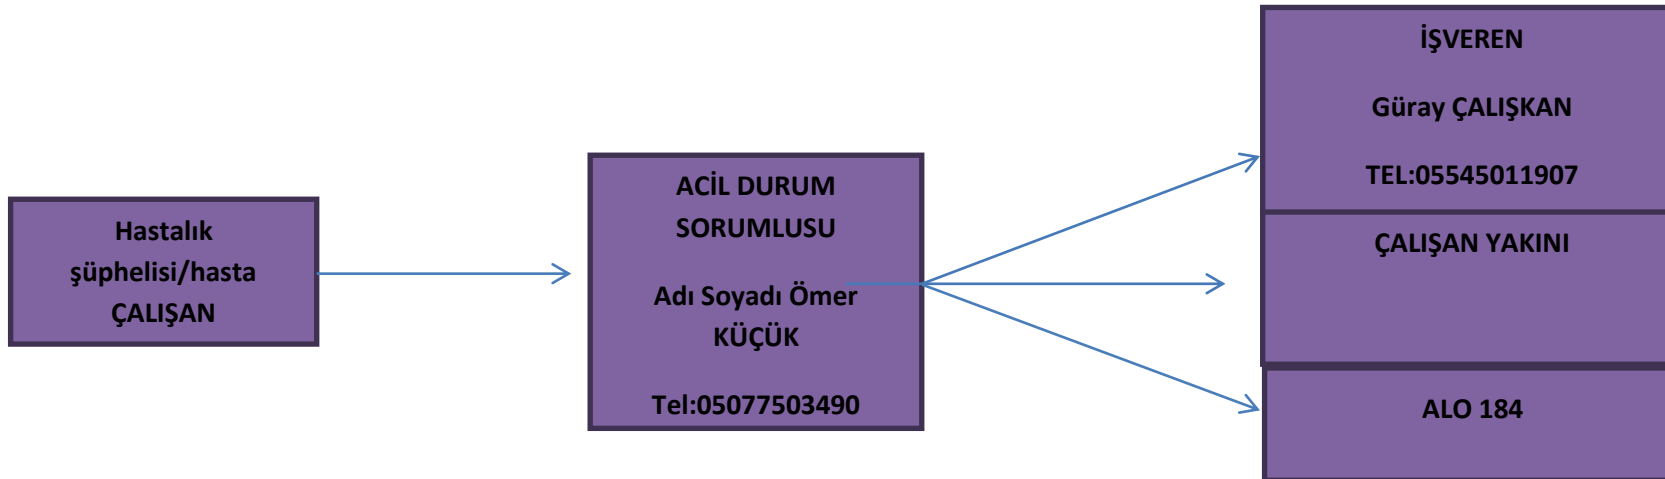 Hastalık
şüphelisi/hasta
ÇALIŞAN
ACİL DURUM
SORUMLUSU
Adı Soyadı Ömer
KÜÇÜK
Tel:05077503490
İŞVEREN
Güray ÇALIŞKAN
TEL:05545011907
ÇALIŞAN YAKINI
ALO 184